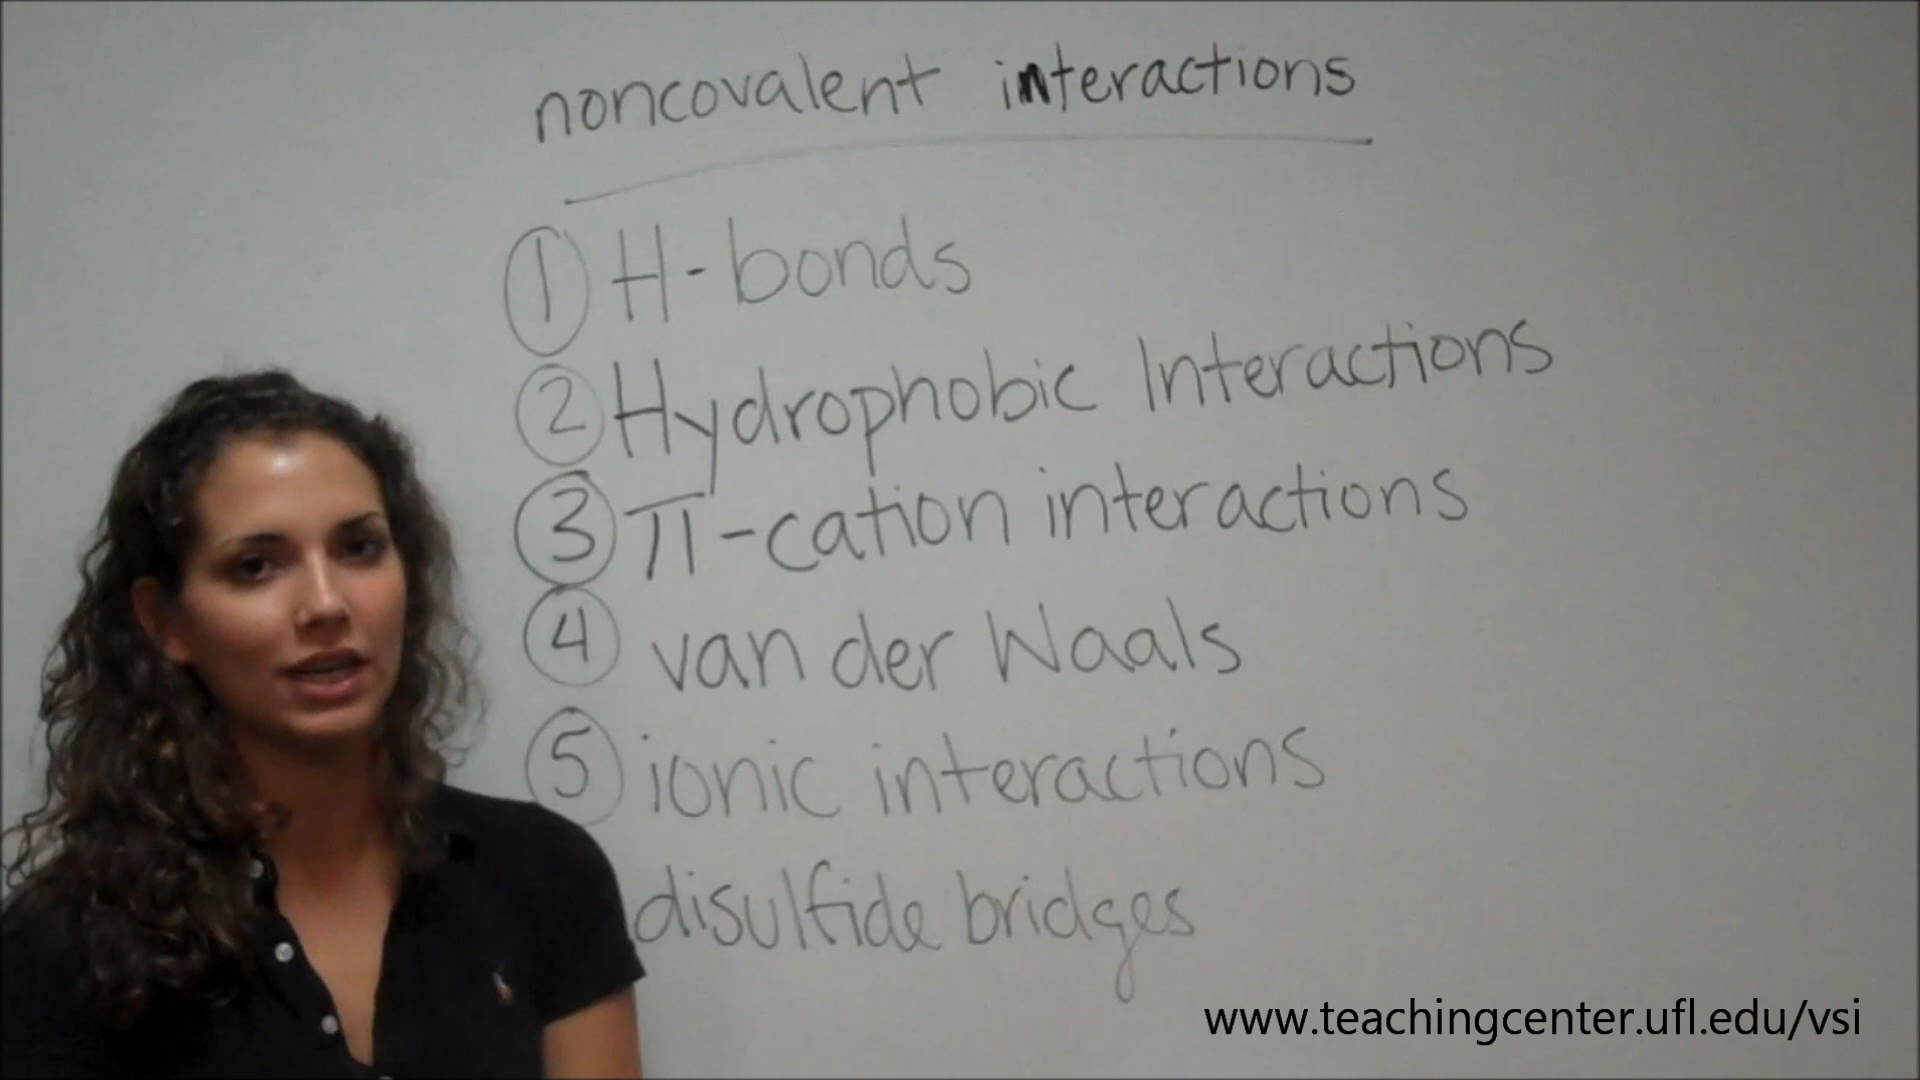 noncovalent interactions
1 H-bonds
2 Hydrophobic Interactions
3 π-cation interactions
4 van der Waals
5 ionic interactions
disulfide bridges
www.teachingcenter.ufl.edu/vsi